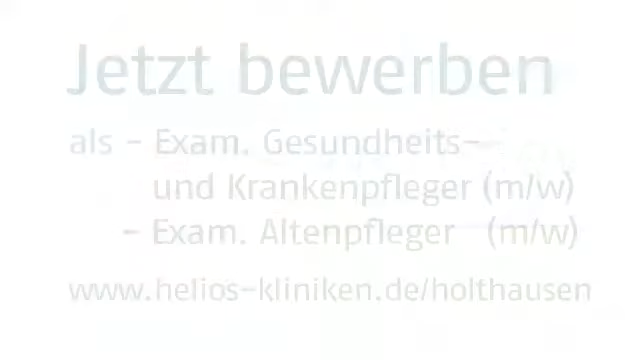 Jetzt bewerben
als - Exam. Gesundheits-
und Krankenpfleger (m/w)
- Exam. Altenpfleger (m/w)
www.helios-kliniken.de/holthausen